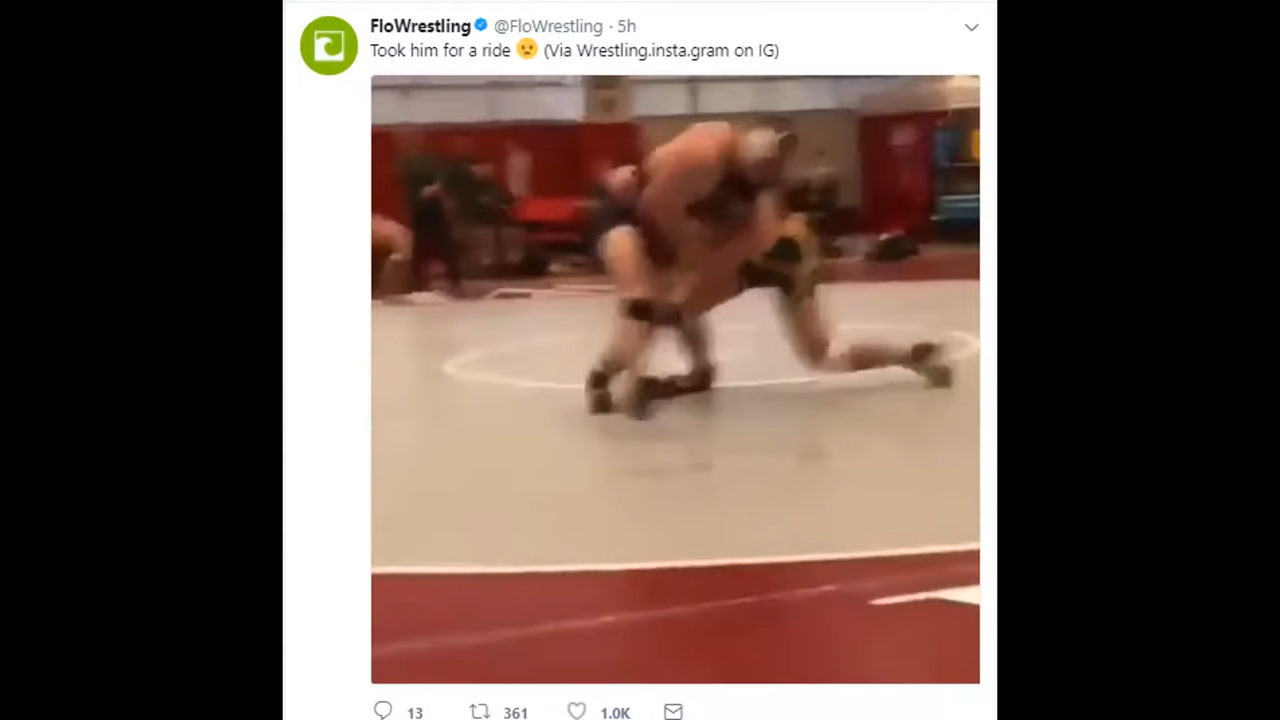 FloWrestling @FloWrestling · 5h
Took him for a ride 😟 (Via Wrestling.insta.gram on IG)
13 361 1.0K